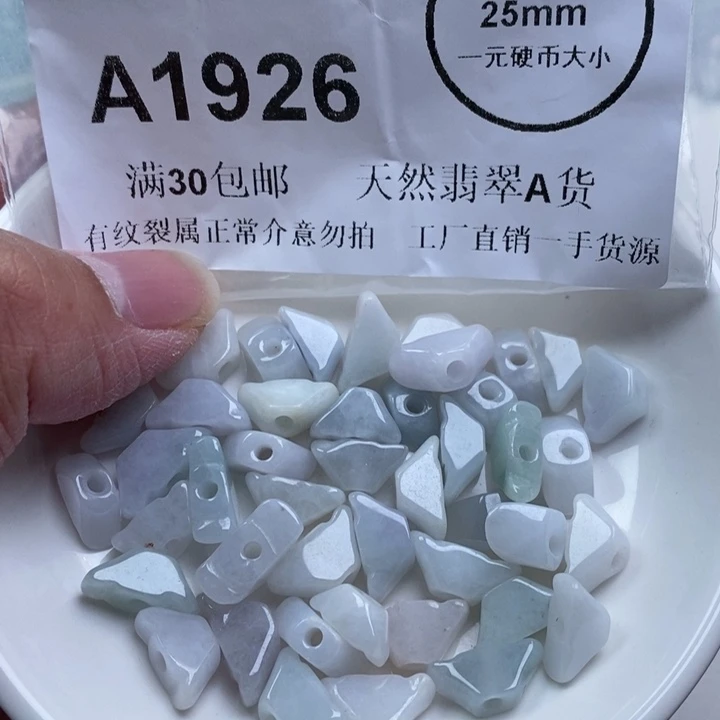 25mm
一元硬币大小
A1926
满30包邮 天然翡翠A货
有纹裂属正常介意勿拍 工厂直销一手货源